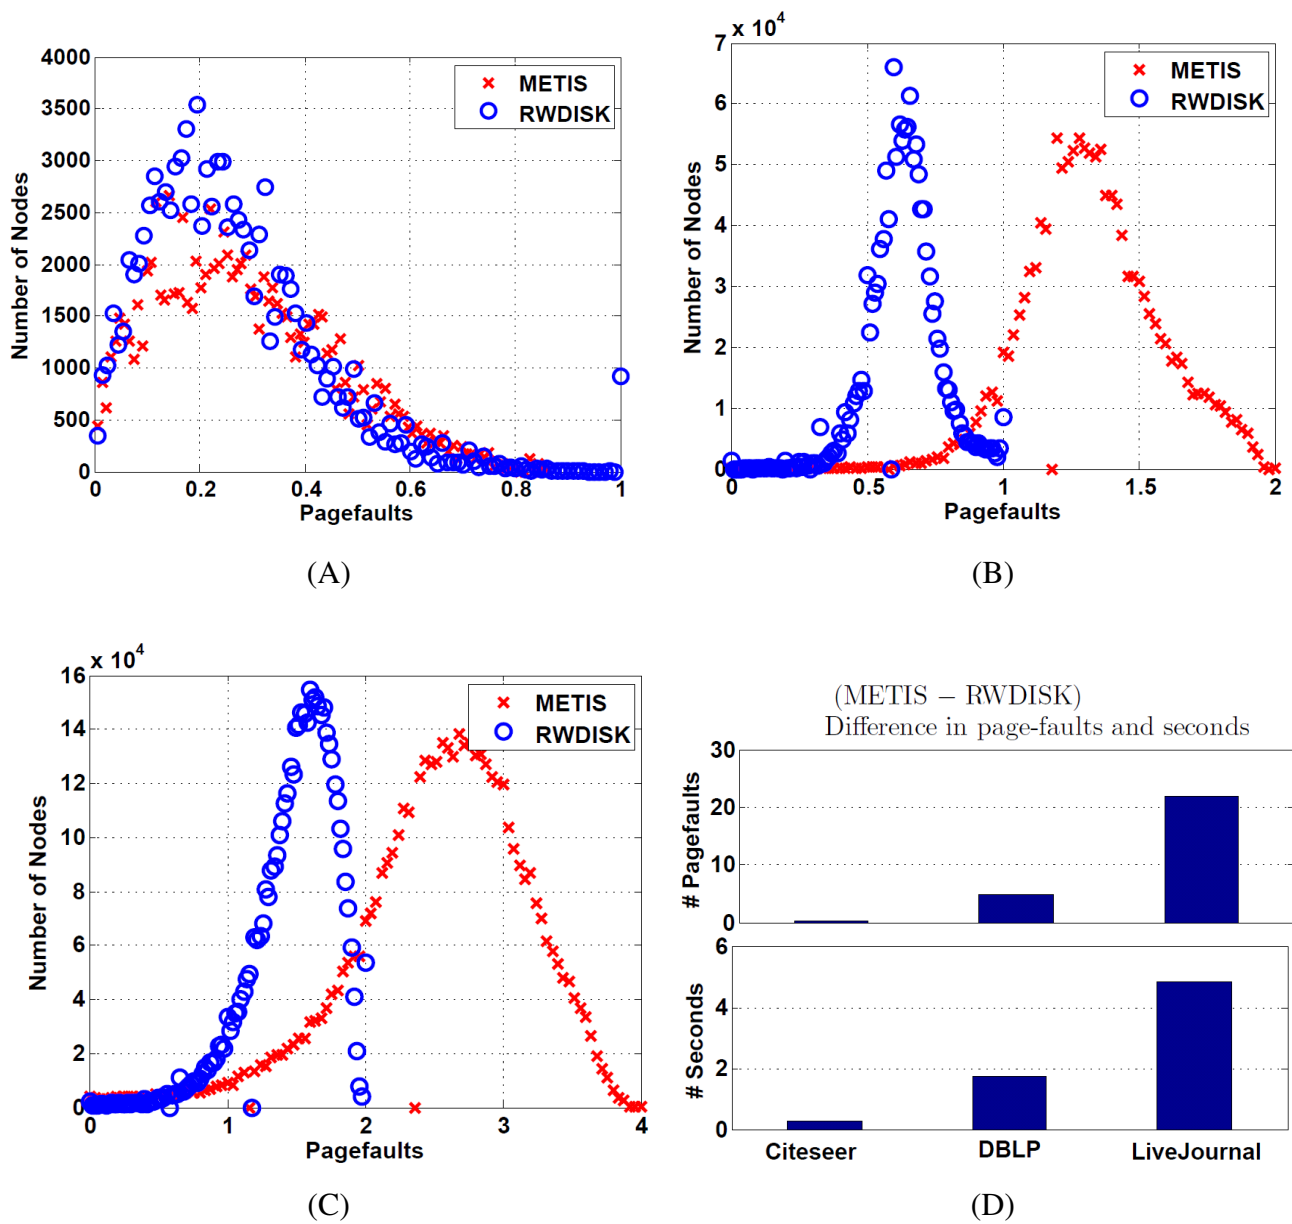 4000
3500
3000
2500
2000
1500
1000
500
0
Number of Nodes
METIS
RWDISK
0 0.2 0.4 0.6 0.8 1
Pagefaults
(A)
x 10^4
7
6
5
4
3
2
1
0
Number of Nodes
METIS
RWDISK
0 0.5 1 1.5 2
Pagefaults
(B)
x 10^4
16
14
12
10
8
6
4
2
0
Number of Nodes
METIS
RWDISK
0 1 2 3 4
Pagefaults
(C)
(METIS − RWDISK)
Difference in page-faults and seconds
30
20
10
0
# Pagefaults
6
4
2
0
# Seconds
Citeseer DBLP LiveJournal
(D)